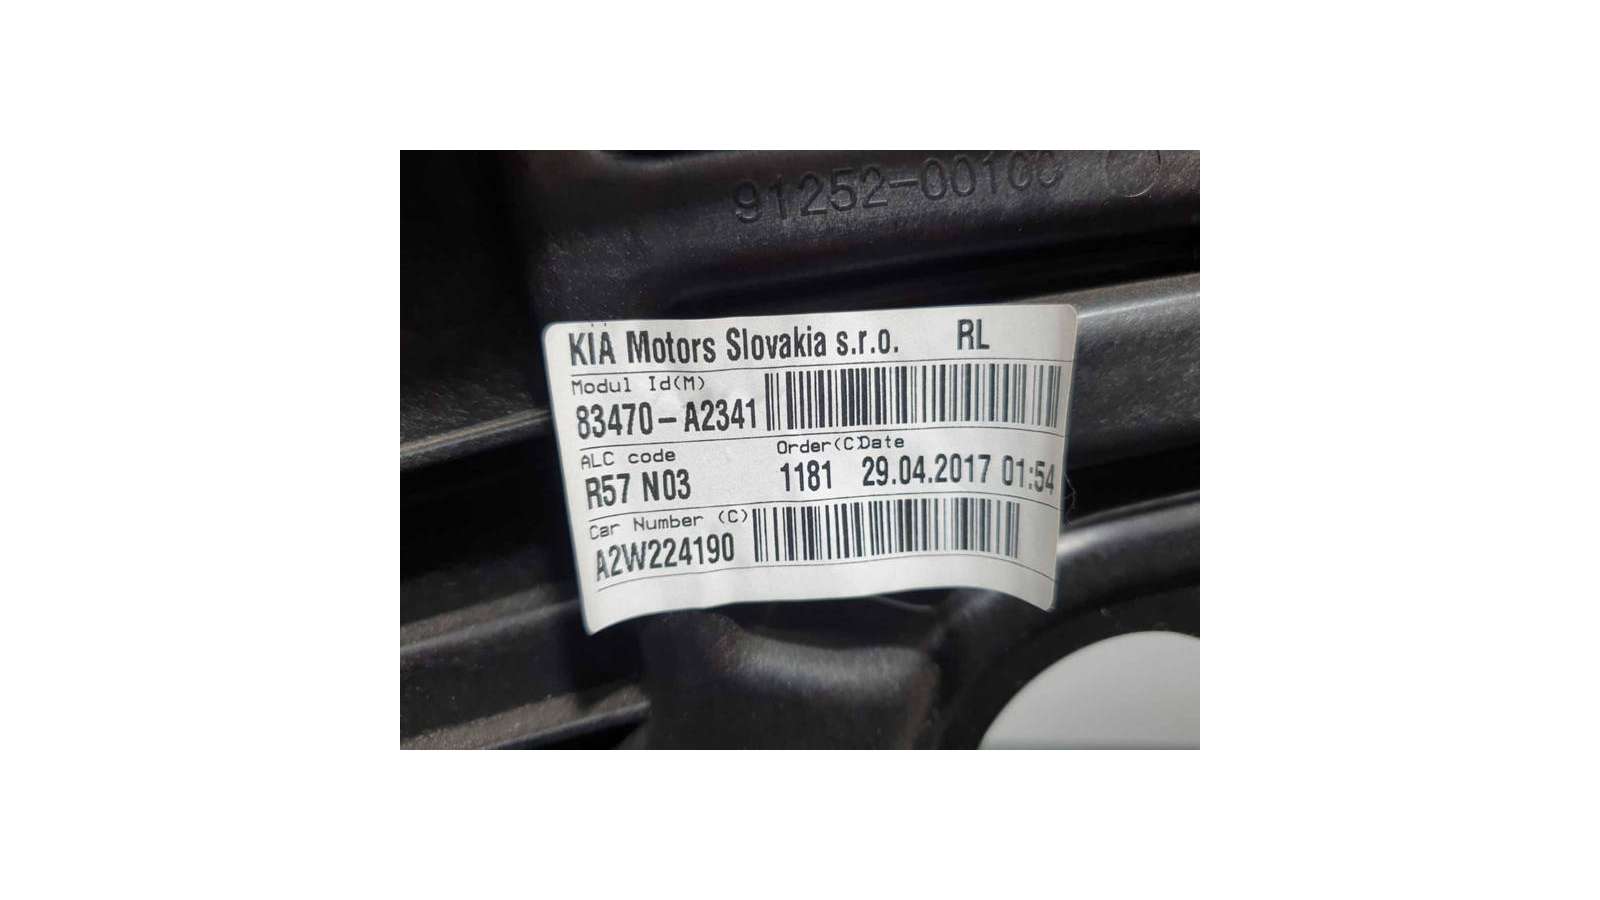 91252-00100
KIA Motors Slovakia s.r.o. RL
Modul Id(M)
83470-A2341
ALC code Order(C)Date
R57 N03 1181 29.04.2017 01:54
Car Number (C)
A2W224190